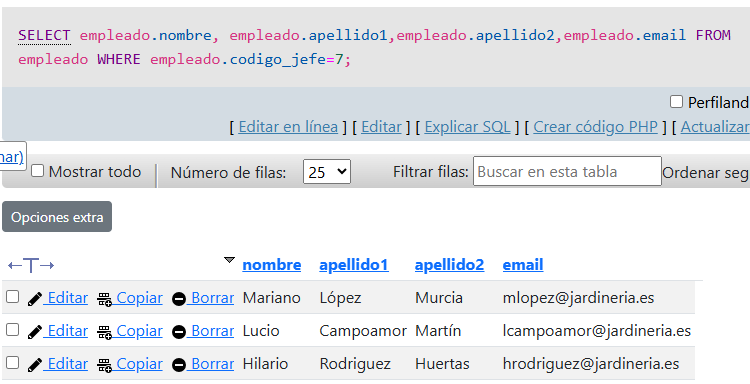 SELECT empleado.nombre, empleado.apellido1,empleado.apellido2,empleado.email FROM
empleado WHERE empleado.codigo_jefe=7;
Perfiland
[ Editar en línea ] [ Editar ] [ Explicar SQL ] [ Crear código PHP ] [ Actualizar
nar)
Mostrar todo Número de filas: 25 Filtrar filas: Buscar en esta tabla Ordenar seg
Opciones extra
←T→ nombre apellido1 apellido2 email
Editar Copiar Borrar Mariano López Murcia mlopez@jardineria.es
Editar Copiar Borrar Lucio Campoamor Martín lcampoamor@jardineria.es
Editar Copiar Borrar Hilario Rodriguez Huertas hrodriguez@jardineria.es